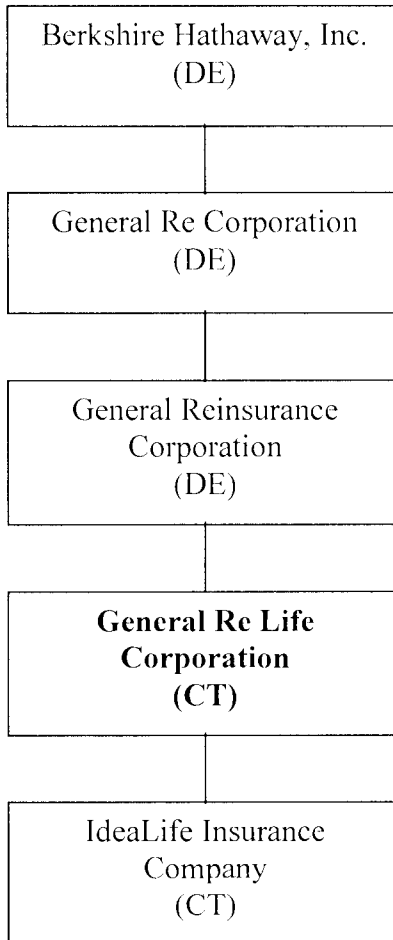 Berkshire Hathaway, Inc.
(DE)
General Re Corporation
(DE)
General Reinsurance
Corporation
(DE)
General Re Life
Corporation
(CT)
IdeaLife Insurance
Company
(CT)